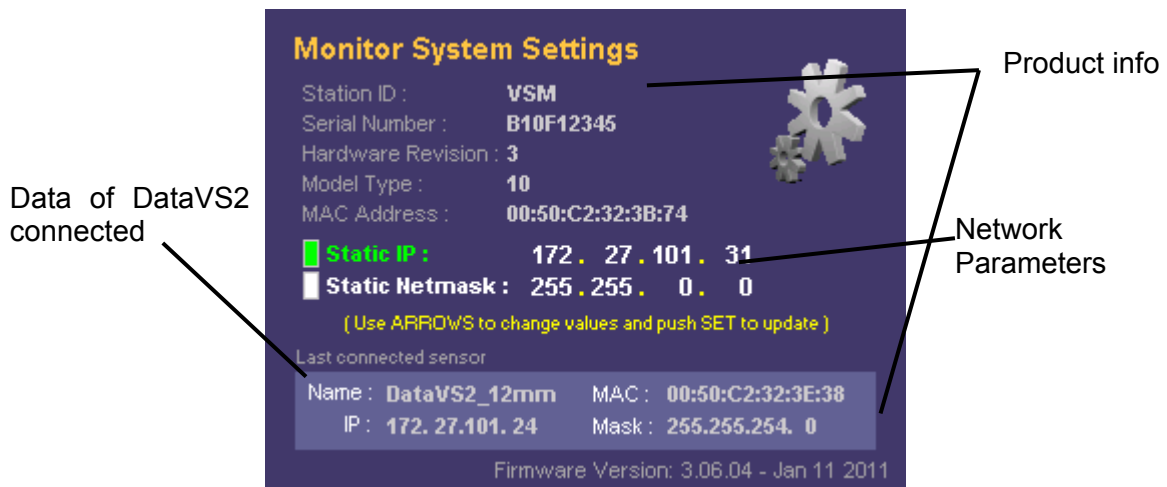 Monitor System Settings
Product info
Station ID : VSM
Serial Number : B10F12345
Hardware Revision : 3
Model Type : 10
MAC Address : 00:50:C2:32:3B:74
Data of DataVS2
connected
Static IP : 172 . 27 . 101 . 31
Static Netmask : 255 . 255 . 0 . 0
Network
Parameters
( Use ARROWS to change values and push SET to update )
Last connected sensor
Name : DataVS2_12mm MAC : 00:50:C2:32:3E:38
IP : 172. 27.101. 24 Mask : 255.255.254. 0
Firmware Version: 3.06.04 - Jan 11 2011